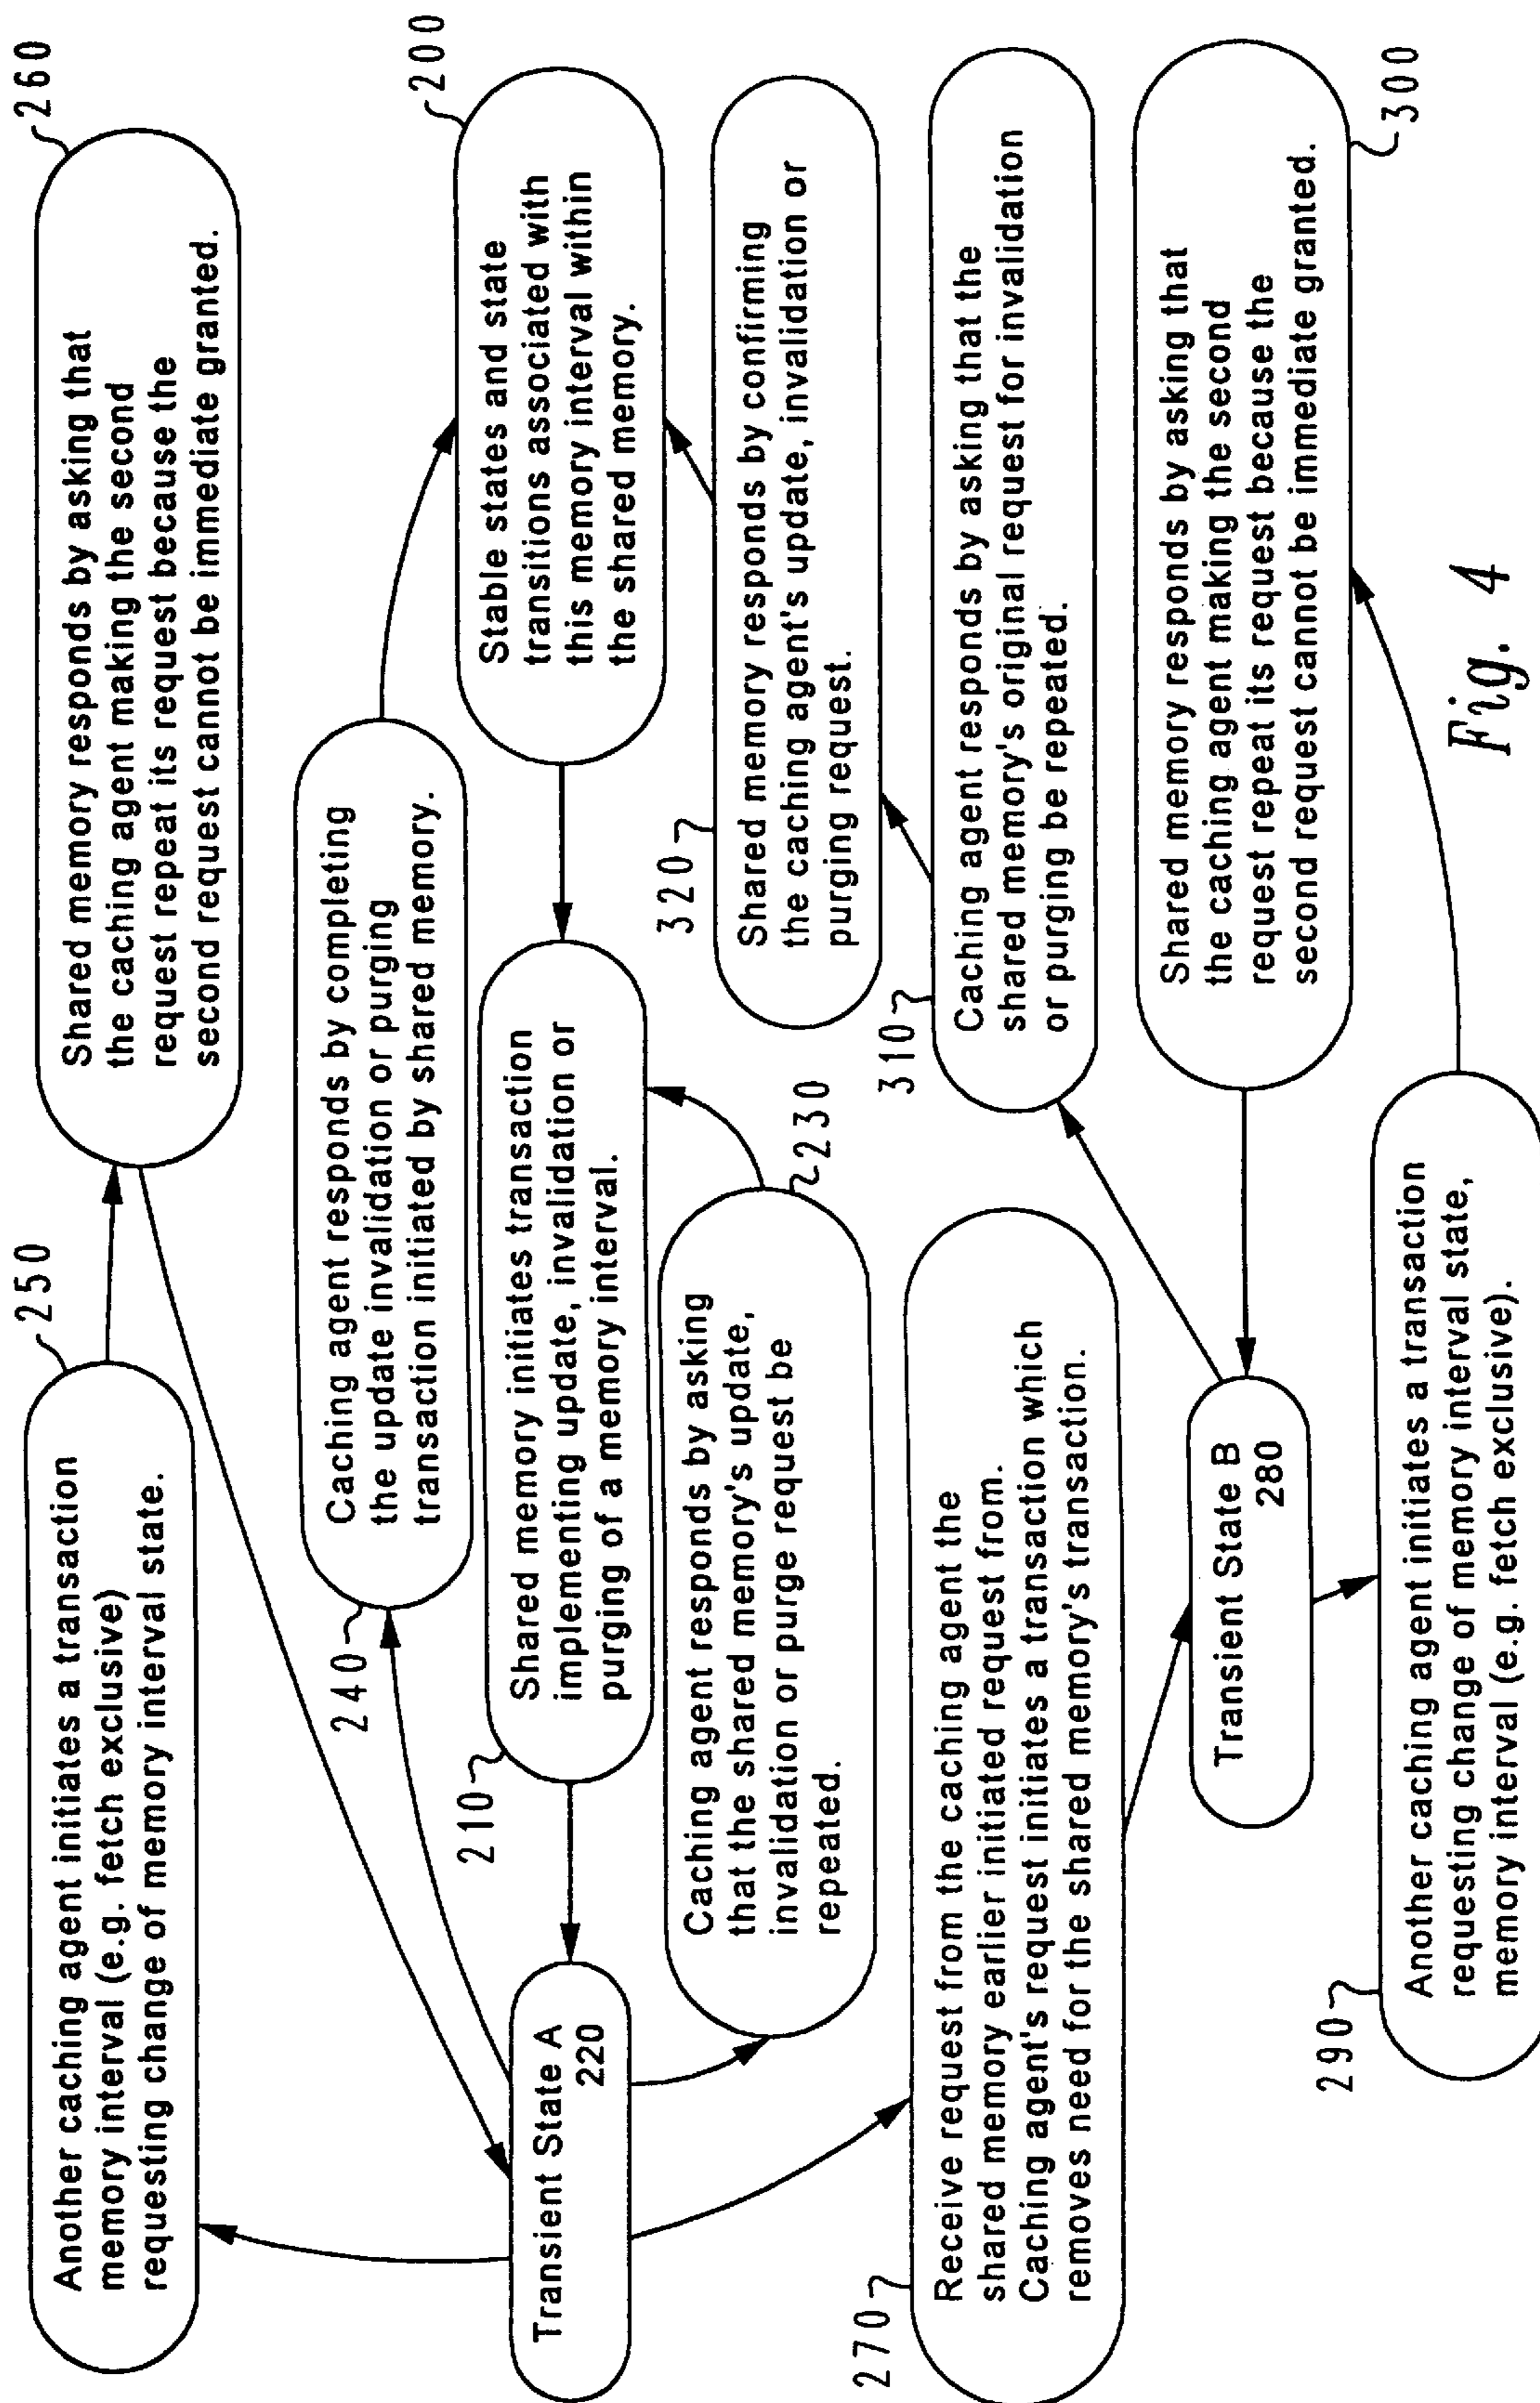 250
Another caching agent initiates a transaction
memory interval (e.g. fetch exclusive)
requesting change of memory interval state.
260
Shared memory responds by asking that
the caching agent making the second
request repeat its request because the
second request cannot be immediate granted.
240
Caching agent responds by completing
the update invalidation or purging
transaction initiated by shared memory.
200
Stable states and state
transitions associated with
this memory interval within
the shared memory.
210
Shared memory initiates transaction
implementing update, invalidation or
purging of a memory interval.
Transient State A
220
230
Caching agent responds by asking
that the shared memory's update,
invalidation or purge request be
repeated.
320
Shared memory responds by confirming
the caching agent's update, invalidation or
purging request.
270
Receive request from the caching agent the
shared memory earlier initiated request from.
Caching agent's request initiates a transaction which
removes need for the shared memory's transaction.
310
Caching agent responds by asking that the
shared memory's original request for invalidation
or purging be repeated.
Transient State B
280
300
Shared memory responds by asking that
the caching agent making the second
request repeat its request because the
second request cannot be immediate granted.
290
Another caching agent initiates a transaction
requesting change of memory interval state,
memory interval (e.g. fetch exclusive).
Fig. 4